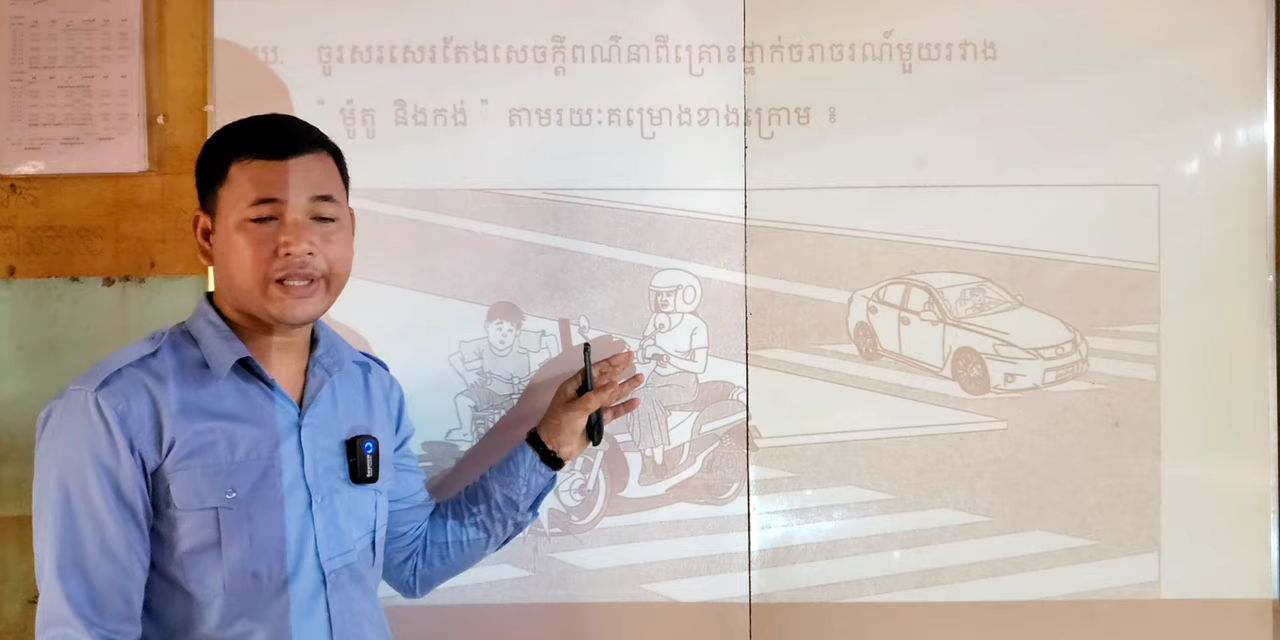 ឃ. ចូរសរសេរតែងសេចក្ដីពណ៌នាពីគ្រោះថ្នាក់ចរាចរណ៍មួយរវាង
“ ម៉ូតូ និងកង់ ” តាមរយៈគម្រោងខាងក្រោម ៖